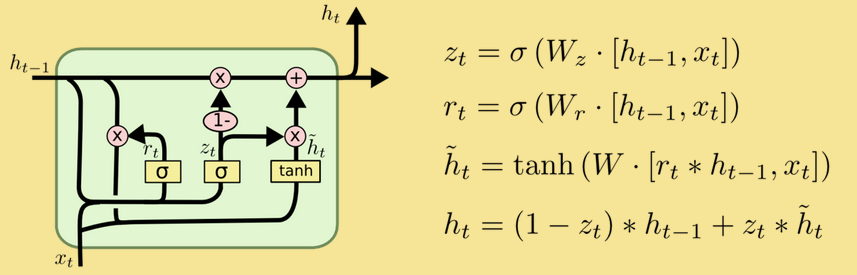 h_t
h_{t-1}
x
+
1-
x
x
r_t
z_t
h̃_t
σ
σ
tanh
x_t
z_t = σ (W_z · [h_{t-1}, x_t])
r_t = σ (W_r · [h_{t-1}, x_t])
h̃_t = tanh (W · [r_t * h_{t-1}, x_t])
h_t = (1 − z_t) * h_{t-1} + z_t * h̃_t